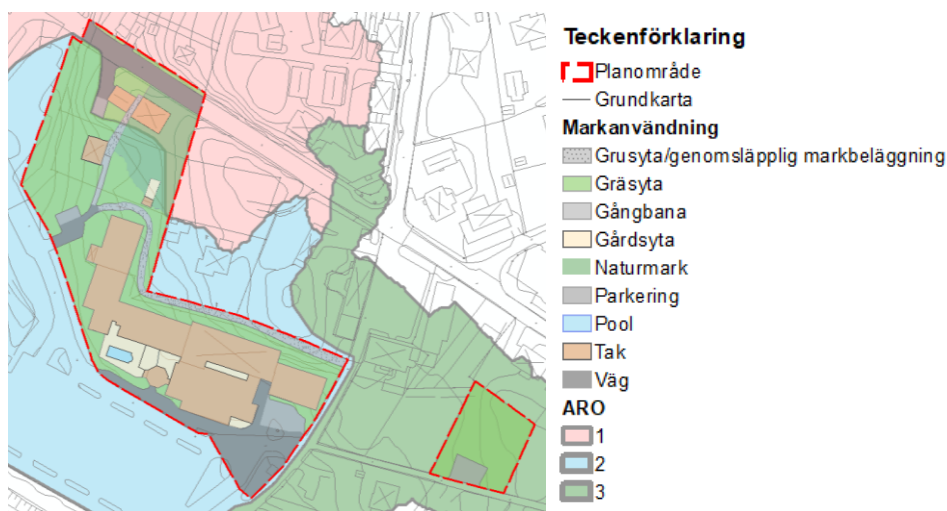 Teckenförklaring
Planområde
Grundkarta
Markanvändning
Grusyta/genomsläpplig markbeläggning
Gräsyta
Gångbana
Gårdsyta
Naturmark
Parkering
Pool
Tak
Väg
ARO
1
2
3